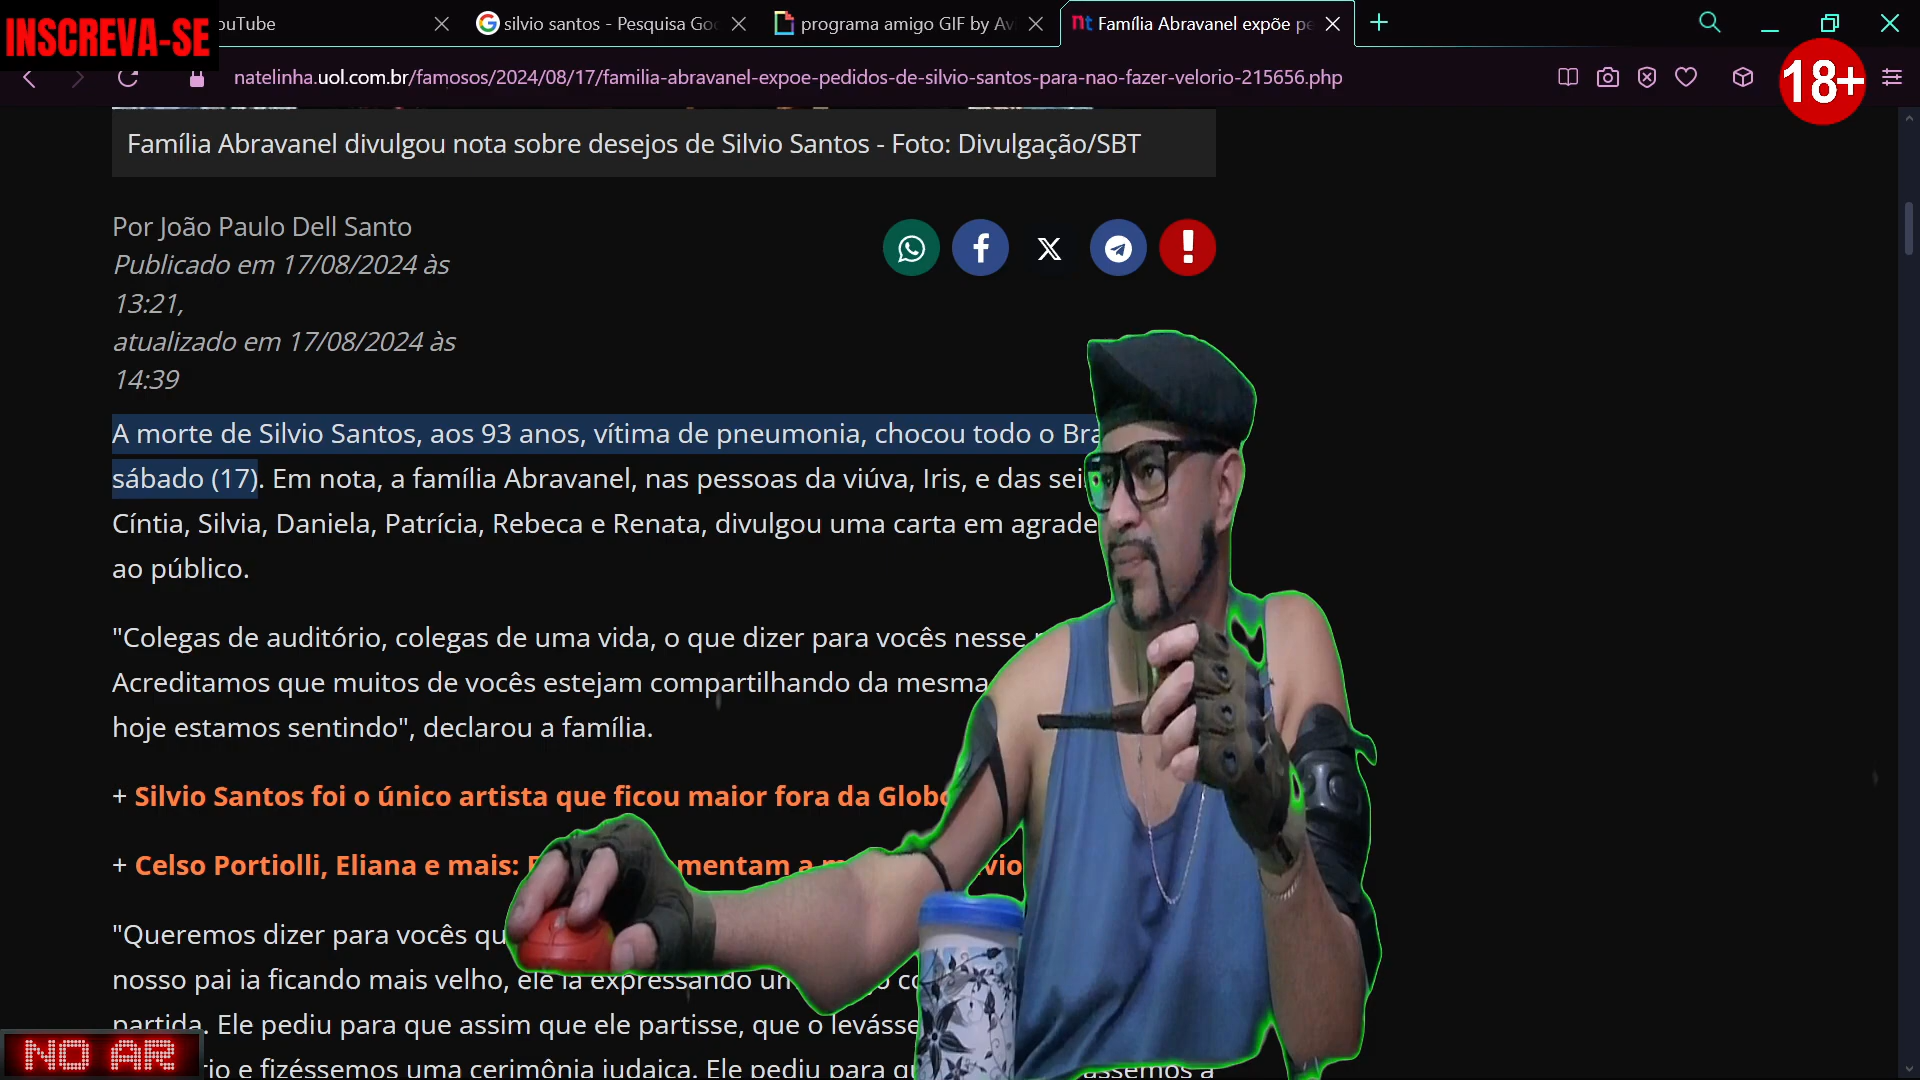 INSCREVA-SE
ouTube
silvio santos - Pesquisa Go
programa amigo GIF by Av
nt Família Abravanel expõe pe
natelinha.uol.com.br/famosos/2024/08/17/familia-abravanel-expoe-pedidos-de-silvio-santos-para-nao-fazer-velorio-215656.php
18+
Família Abravanel divulgou nota sobre desejos de Silvio Santos - Foto: Divulgação/SBT
Por João Paulo Dell Santo
Publicado em 17/08/2024 às
13:21,
atualizado em 17/08/2024 às
14:39
A morte de Silvio Santos, aos 93 anos, vítima de pneumonia, chocou todo o Bra
sábado (17). Em nota, a família Abravanel, nas pessoas da viúva, Iris, e das sei
Cíntia, Silvia, Daniela, Patrícia, Rebeca e Renata, divulgou uma carta em agrade
ao público.
"Colegas de auditório, colegas de uma vida, o que dizer para vocês nesse
Acreditamos que muitos de vocês estejam compartilhando da mesma
hoje estamos sentindo", declarou a família.
+ Silvio Santos foi o único artista que ficou maior fora da Globo
+ Celso Portiolli, Eliana e mais: mentam a
"Queremos dizer para vocês qu
nosso pai ia ficando mais velho, ele ia expressando um
partida. Ele pediu para que assim que ele partisse, que o levásse
rio e fizéssemos uma cerimônia judaica. Ele pediu para qu ássemos a
NO AR